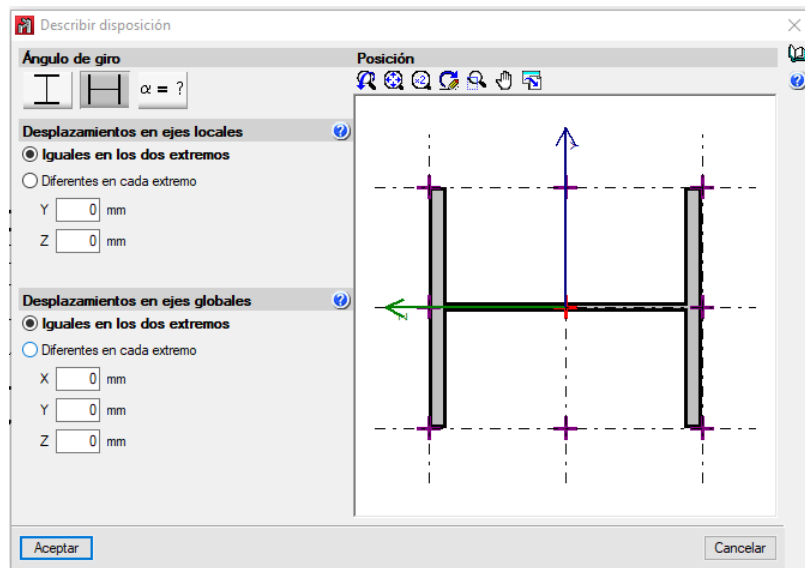 Describir disposición
Ángulo de giro
α = ?
Desplazamientos en ejes locales
Iguales en los dos extremos
Diferentes en cada extremo
Y 0 mm
Z 0 mm
Desplazamientos en ejes globales
Iguales en los dos extremos
Diferentes en cada extremo
X 0 mm
Y 0 mm
Z 0 mm
Posición
x2
Y
Z
Aceptar
Cancelar